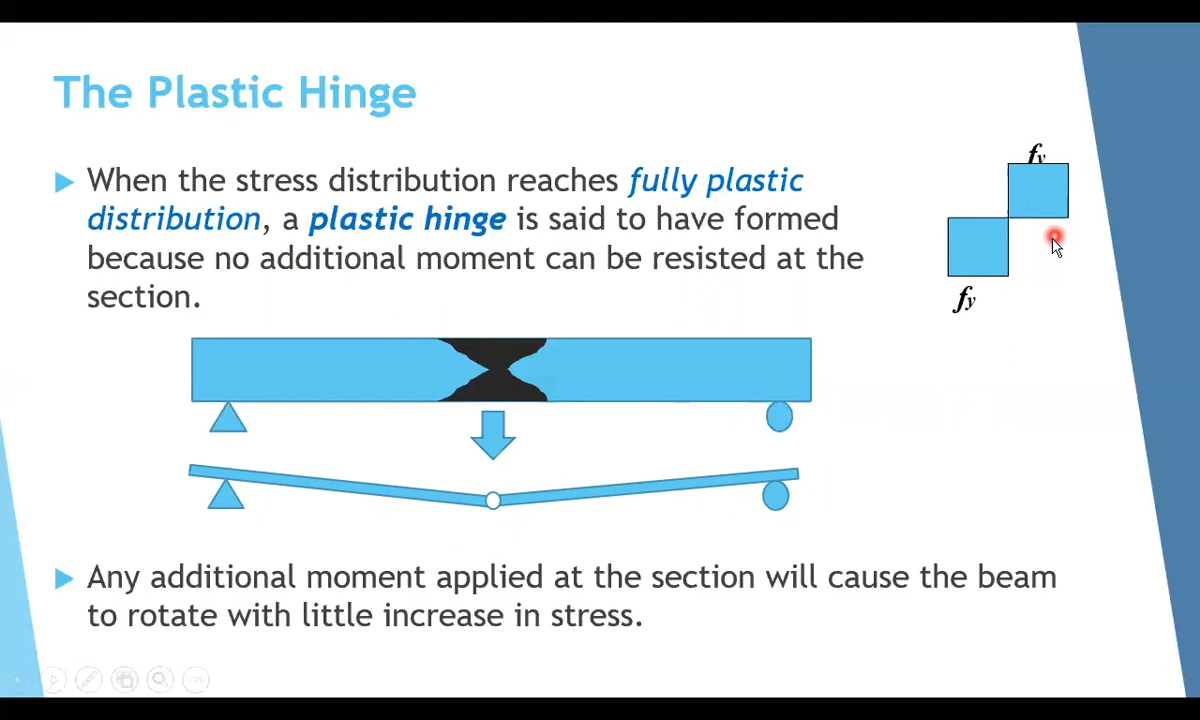 The Plastic Hinge
When the stress distribution reaches fully plastic
distribution, a plastic hinge is said to have formed
because no additional moment can be resisted at the
section.
fy
fy
Any additional moment applied at the section will cause the beam
to rotate with little increase in stress.